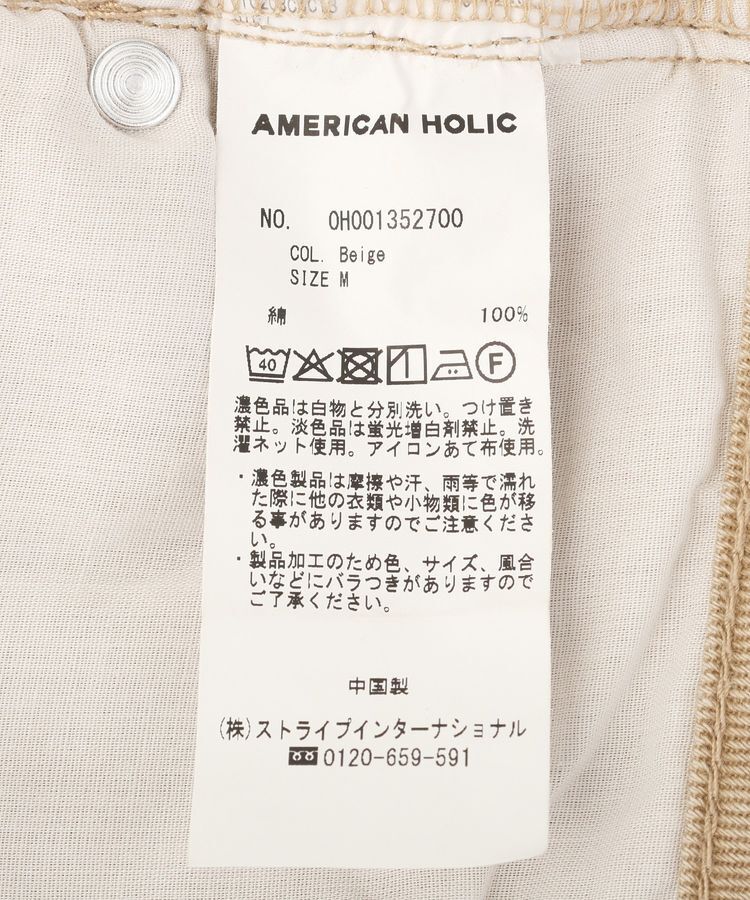 AMERICAN HOLIC
NO. 0H001352700
COL. Beige
SIZE M
綿 100%
40 F
濃色品は白物と分別洗い。つけ置き
禁止。淡色品は蛍光増白剤禁止。洗
濯ネット使用。アイロンあて布使用。
・濃色製品は摩擦や汗、雨等で濡れ
た際に他の衣類や小物類に色が移
る事がありますのでご注意くださ
い。
・製品加工のため色、サイズ、風合
いなどにバラつきがありますので
ご了承ください。
中国製
(株)ストライプインターナショナル
0120-659-591